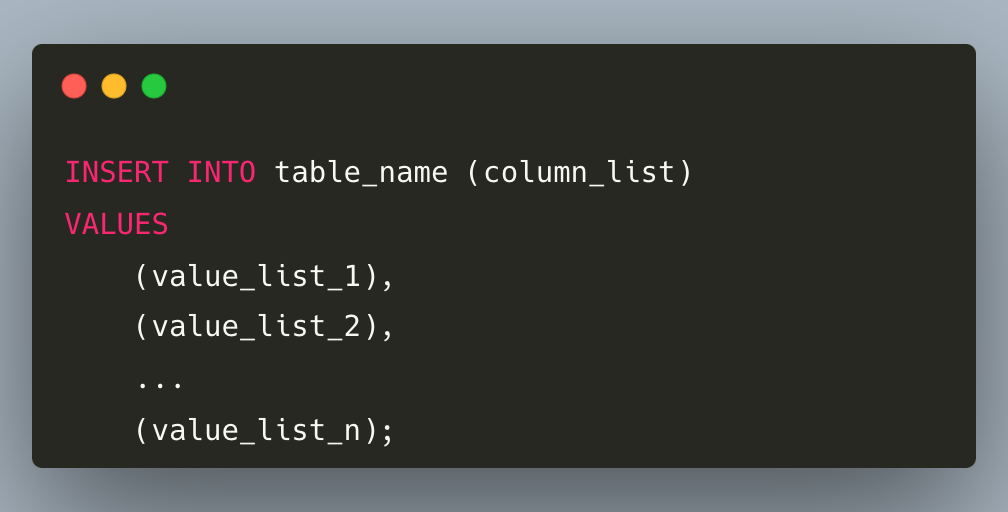 INSERT INTO table_name (column_list)
VALUES
    (value_list_1),
    (value_list_2),
    ...
    (value_list_n);